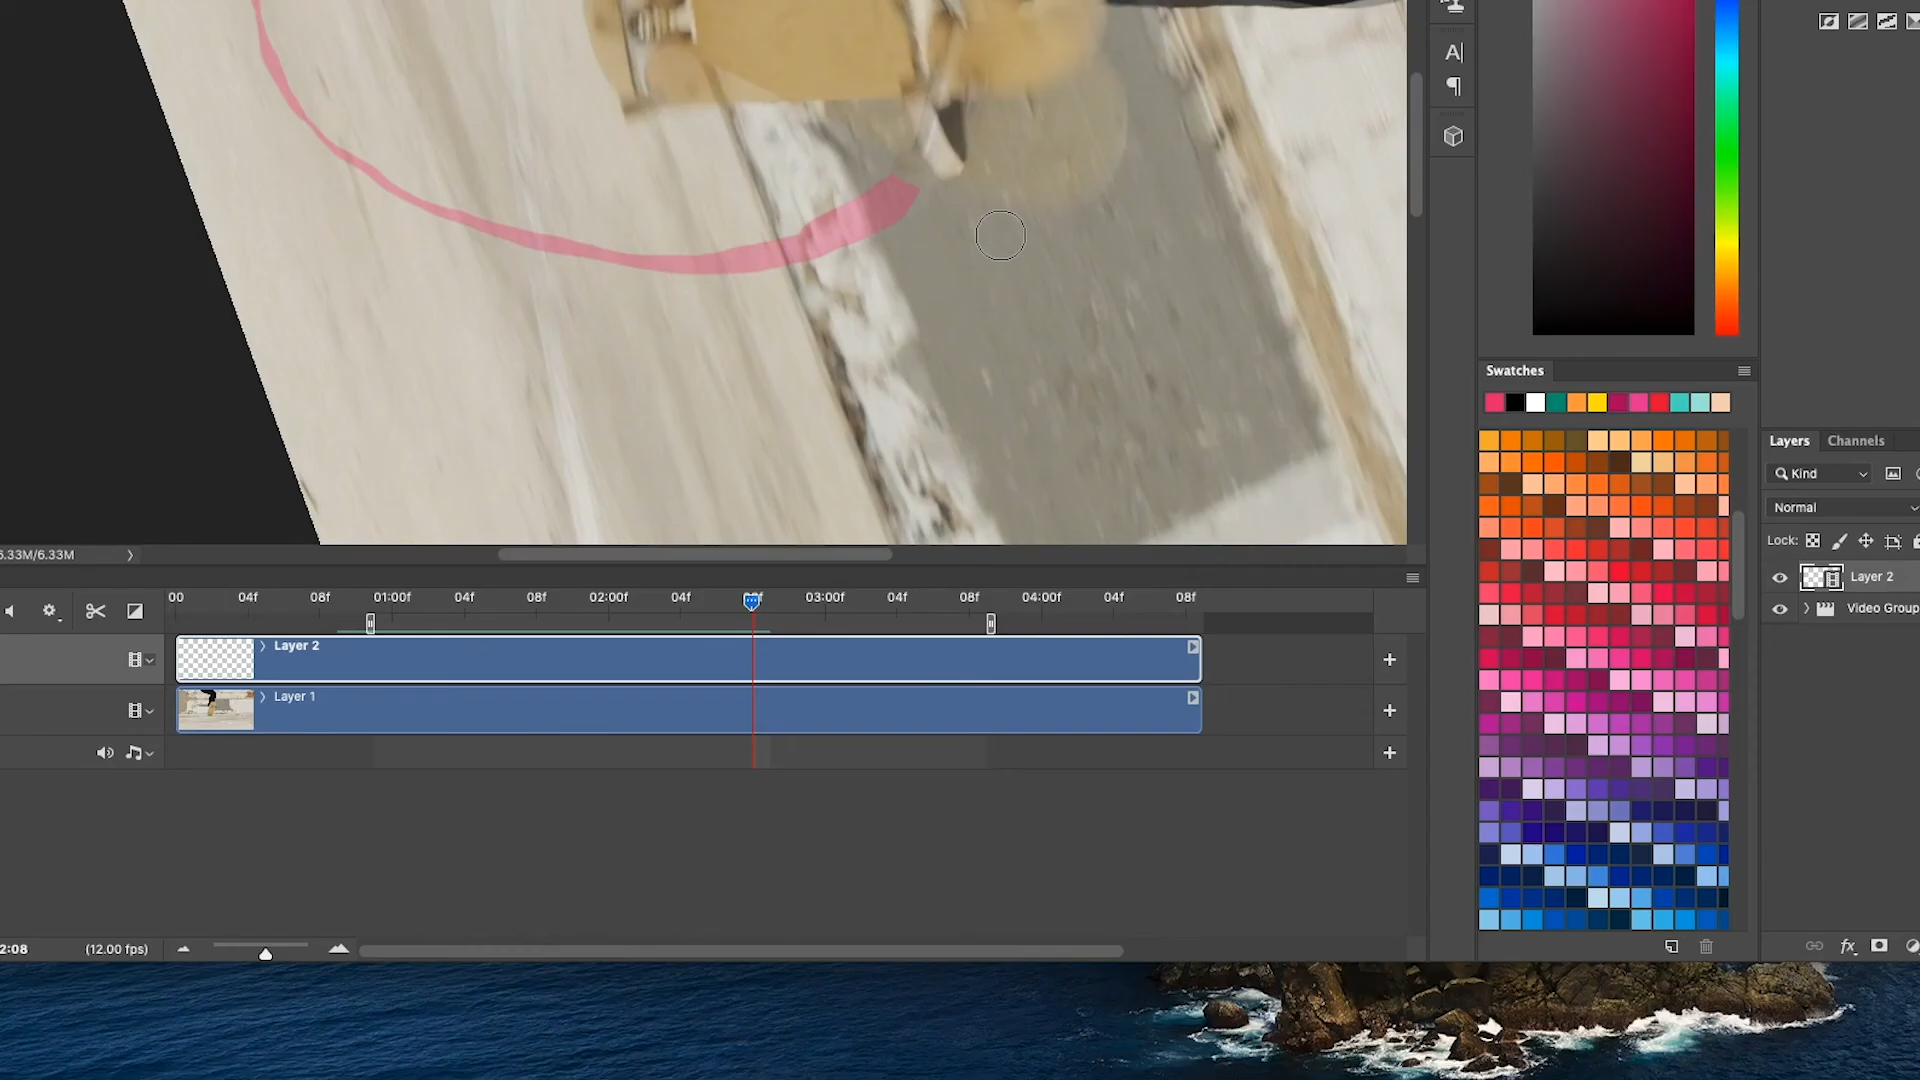 A|
Swatches
Layers Channels
Kind
Normal
Lock:
Layer 2
Video Group
6.33M/6.33M
00 04f 08f 01:00f 04f 08f 02:00f 04f 03:00f 04f 08f 04:00f 04f 08f
Layer 2
Layer 1
2:08 (12.00 fps)
fx